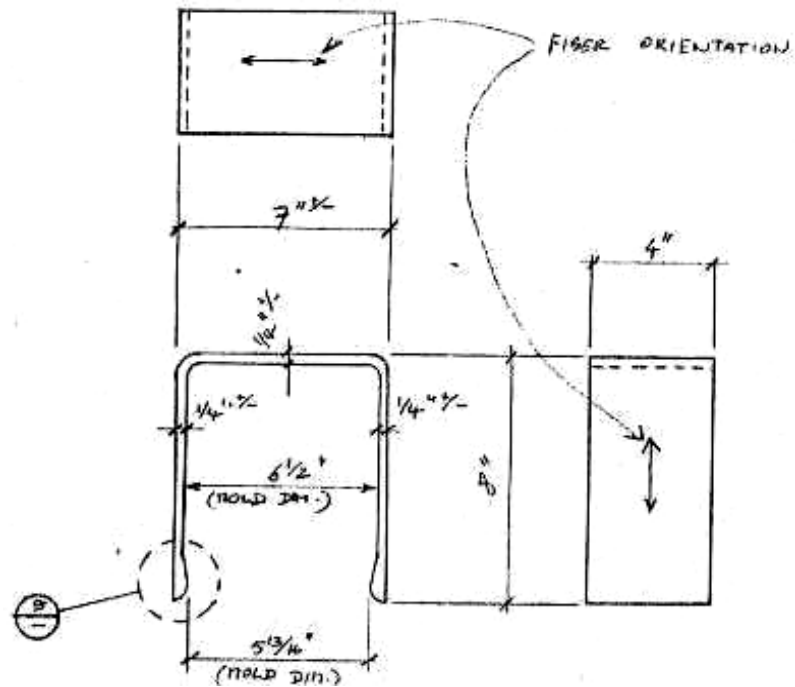 FIBER ORIENTATION
7" +/-
4"
1/4" +/-
1/4" +/-
6 1/2"
(MOLD DIM.)
8"
5 13/16"
(MOLD DIM.)